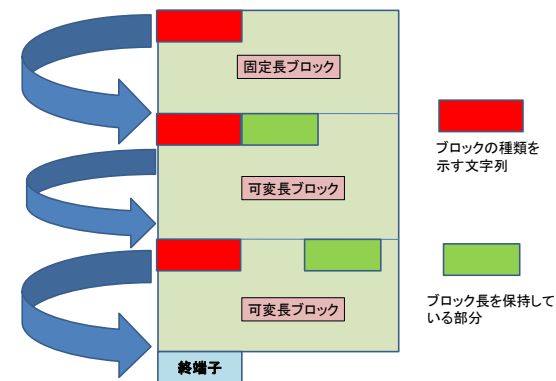 固定長ブロック
ブロックの種類を
示す文字列
可変長ブロック
可変長ブロック
ブロック長を保持して
いる部分
終端子